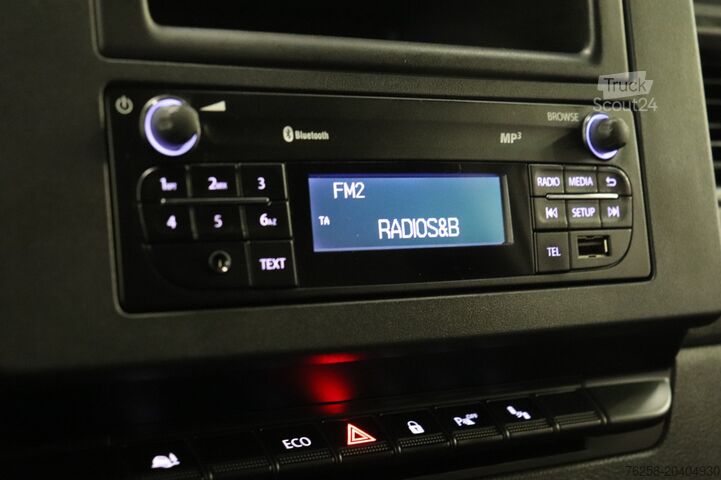 Truck
Scout24
Bluetooth
MP3
BROWSE
1 2 3
4 5 6
TEXT
FM2
TA
RADIOS&B
RADIO MEDIA
SETUP
TEL
ECO
OFF
76258-20404930